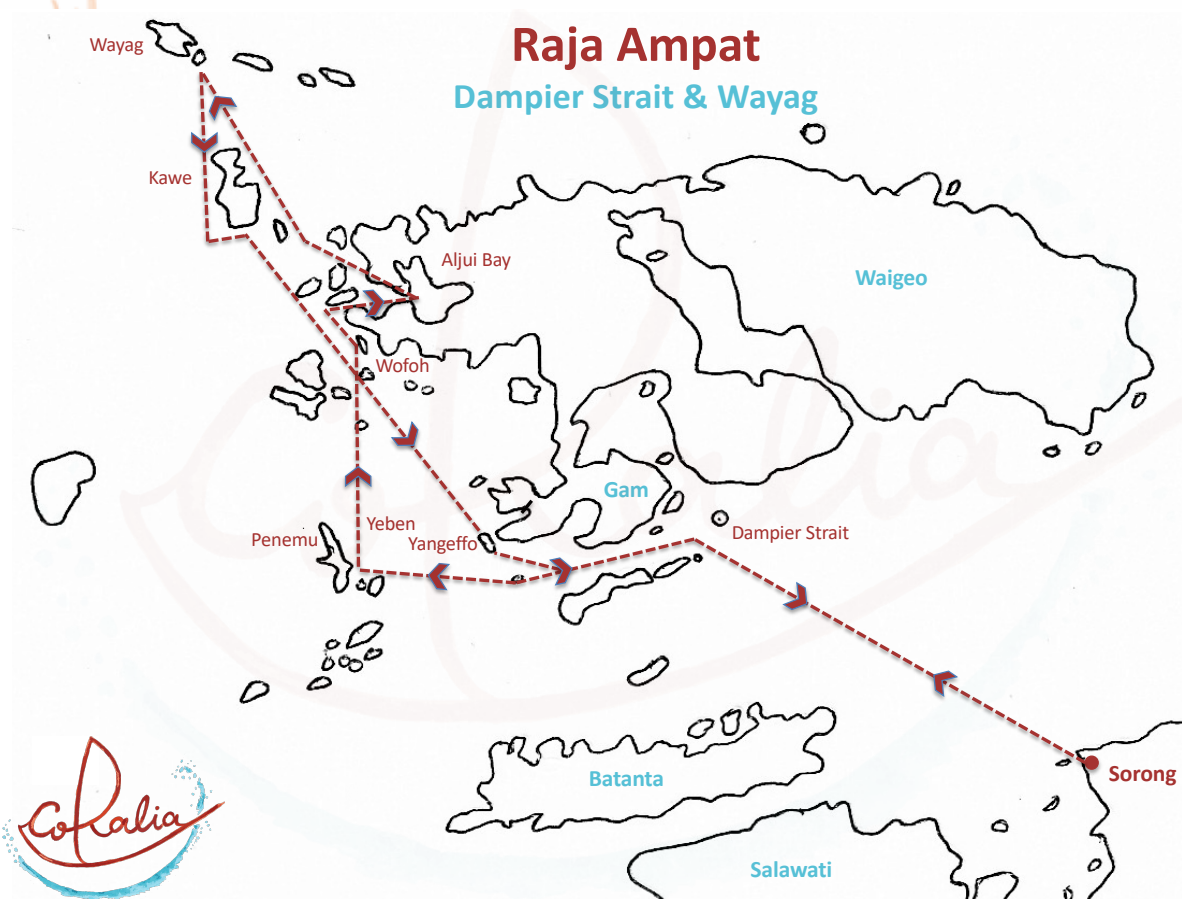 Raja Ampat
Dampier Strait & Wayag
Wayag
Kawe
Aljui Bay
Waigeo
Wofoh
Gam
Penemu
Yeben
Yangeffo
Dampier Strait
Sorong
Batanta
Salawati
CoRalia
CoRalia